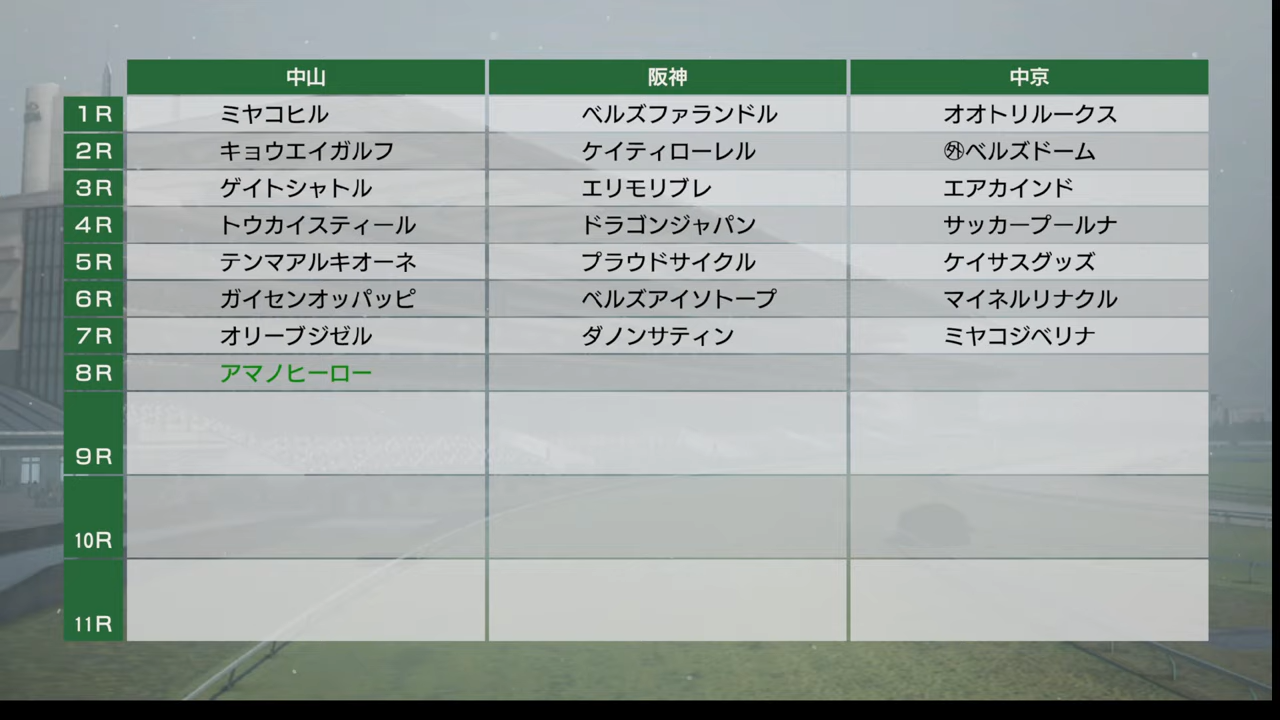 中山 阪神 中京
1R ミヤコヒル ベルズファランドル オオトリルークス
2R キョウエイガルフ ケイティローレル ㊕ベルズドーム
3R ゲイトシャトル エリモリブレ エアカインド
4R トウカイスティール ドラゴンジャパン サッカープールナ
5R テンマアルキオーネ プラウドサイクル ケイサスグッズ
6R ガイセンオッパッピ ベルズアイソトープ マイネルリナクル
7R オリーブジゼル ダノンサティン ミヤコジベリナ
8R アマノヒーロー
9R
10R
11R